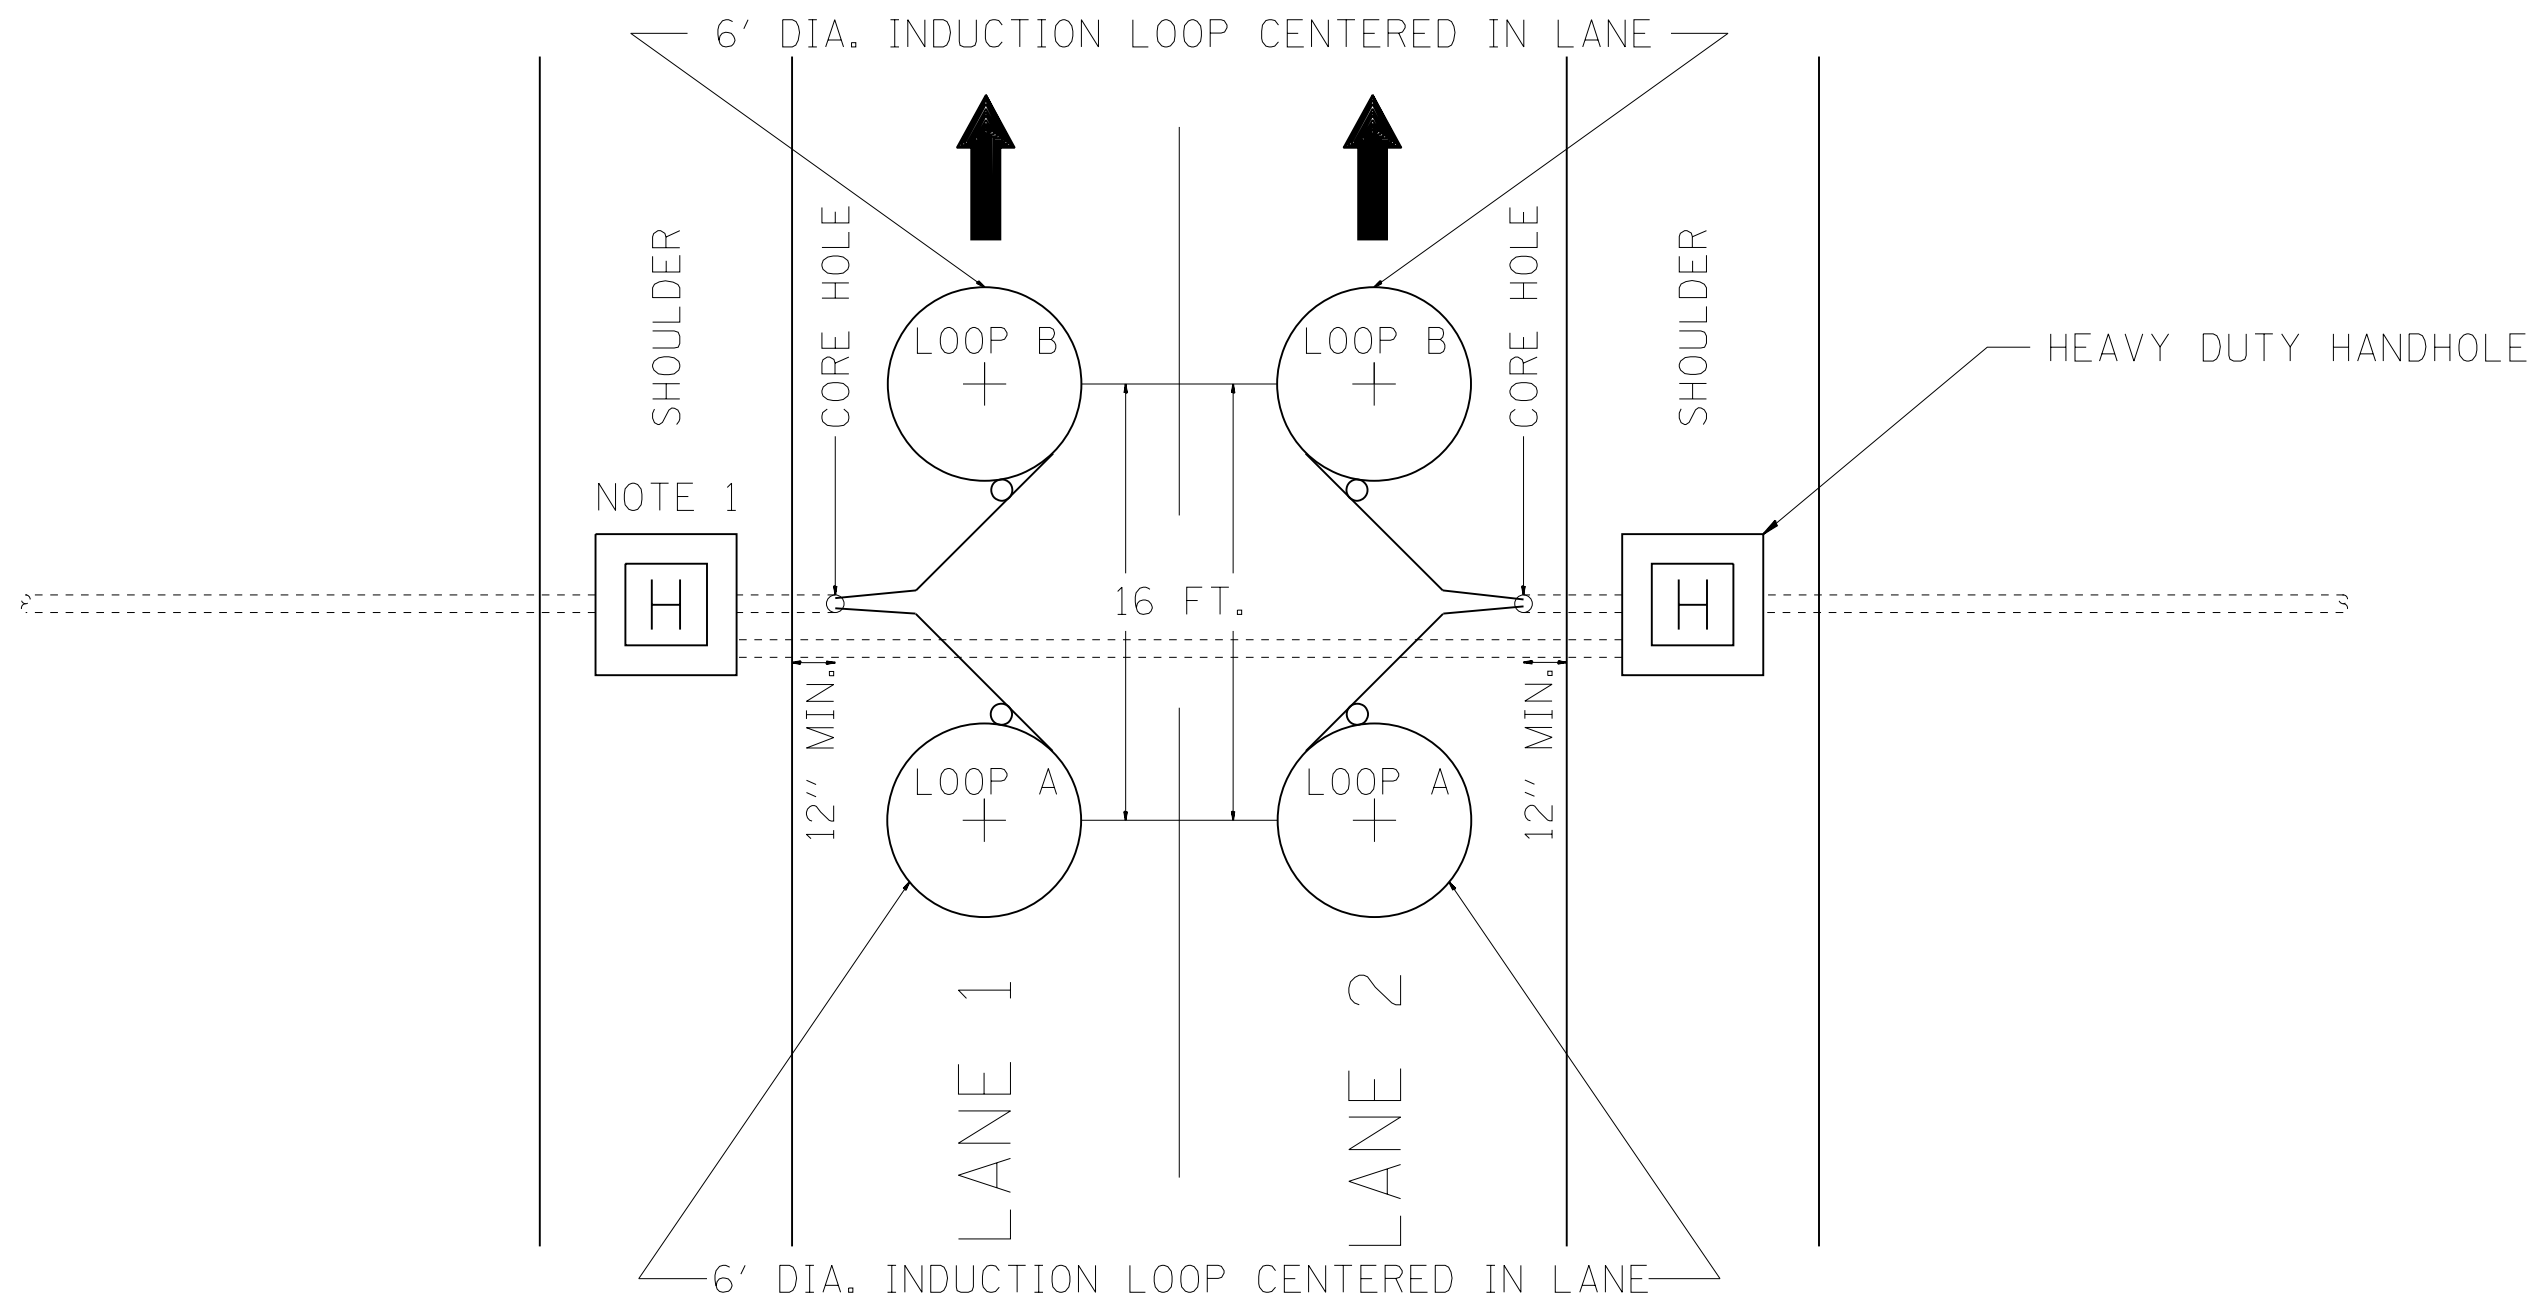 6' DIA. INDUCTION LOOP CENTERED IN LANE
SHOULDER
CORE HOLE
CORE HOLE
SHOULDER
LOOP B
LOOP B
HEAVY DUTY HANDHOLE
NOTE 1
H
16 FT.
H
12" MIN.
12" MIN.
LOOP A
LOOP A
LANE 1
LANE 2
6' DIA. INDUCTION LOOP CENTERED IN LANE